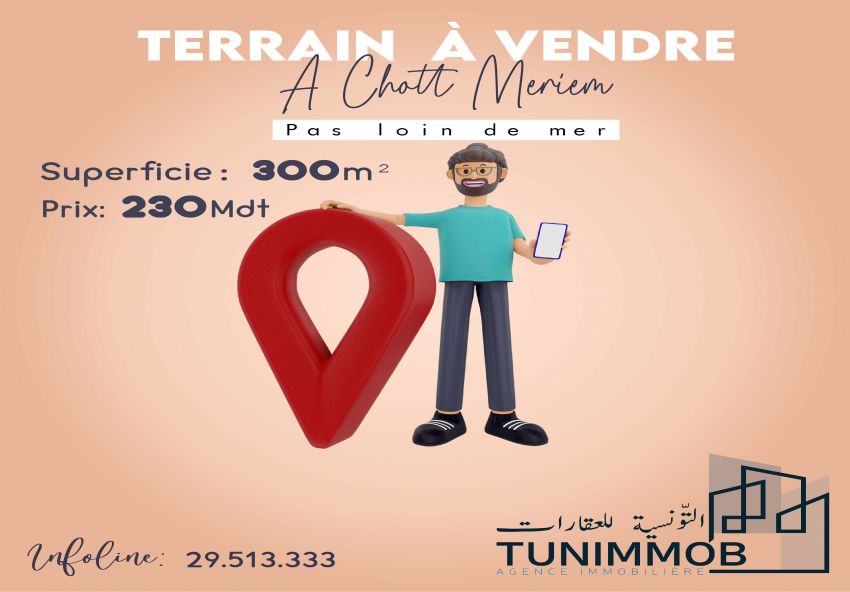 TERRAIN À VENDRE
A Chott Meriem
Pas loin de mer
Superficie: 300m²
Prix: 230Mdt
التّونسية للعقارات
TUNIMMOB
AGENCE IMMOBILIÈRE
Infoline: 29.513.333